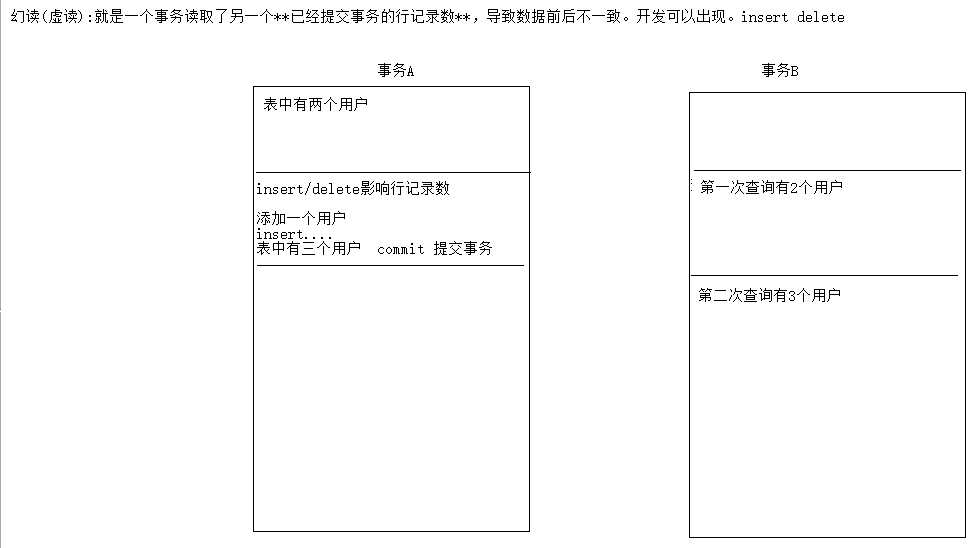 幻读(虚读):就是一个事务读取了另一个**已经提交事务的行记录数**，导致数据前后不一致。开发可以出现。insert delete
事务A
事务B
表中有两个用户
insert/delete影响行记录数
添加一个用户
insert....
表中有三个用户 commit 提交事务
第一次查询有2个用户
第二次查询有3个用户